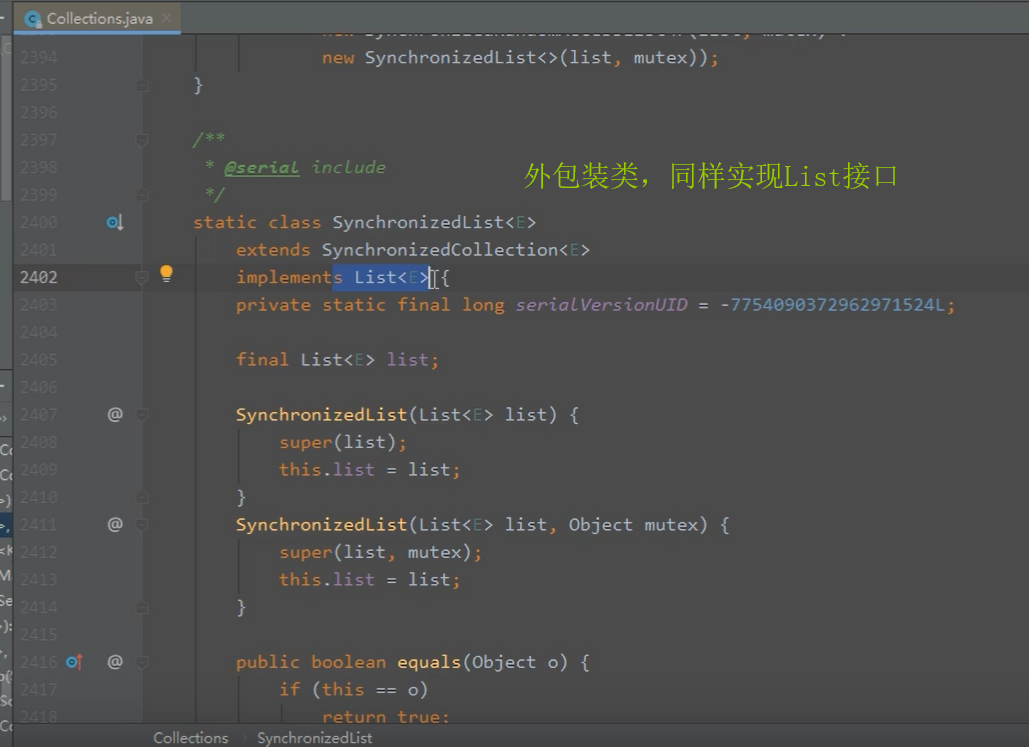 Collections.java
2394 new SynchronizedList<>(list, mutex));
2395 }
2396
2397 /**
2398 * @serial include
外包装类，同样实现List接口
2399 */
2400 static class SynchronizedList<E>
2401 extends SynchronizedCollection<E>
2402 implements List<E> {
2403 private static final long serialVersionUID = -7754090372962971524L;
2404
2405 final List<E> list;
2406
2407 @ SynchronizedList(List<E> list) {
2408 super(list);
2409 this.list = list;
2410 }
2411 @ SynchronizedList(List<E> list, Object mutex) {
2412 super(list, mutex);
2413 this.list = list;
2414 }
2415
2416 @ public boolean equals(Object o) {
2417 if (this == o)
2418 return true;
Collections SynchronizedList